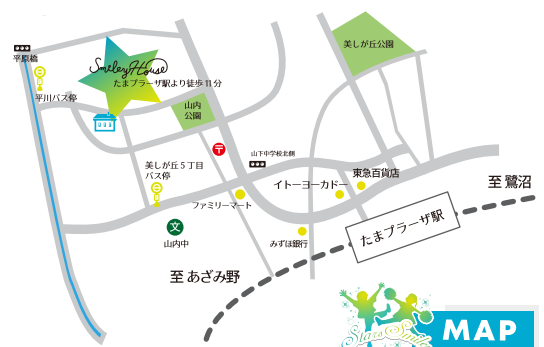 美しが丘公園
平原橋
Smiley House
たまプラーザ駅より徒歩11分
平川バス停
山内
公園
〒
山下中学校北側
美しが丘5丁目
バス停
東急百貨店
イトーヨーカドー
至 鷺沼
ファミリーマート
文
たまプラーザ駅
山内中
みずほ銀行
至 あざみ野
Stars Smile
MAP